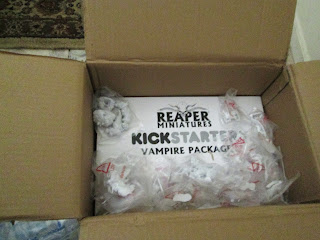 REAPER
MINIATURES
KICKSTARTER
VAMPIRE PACKAGE